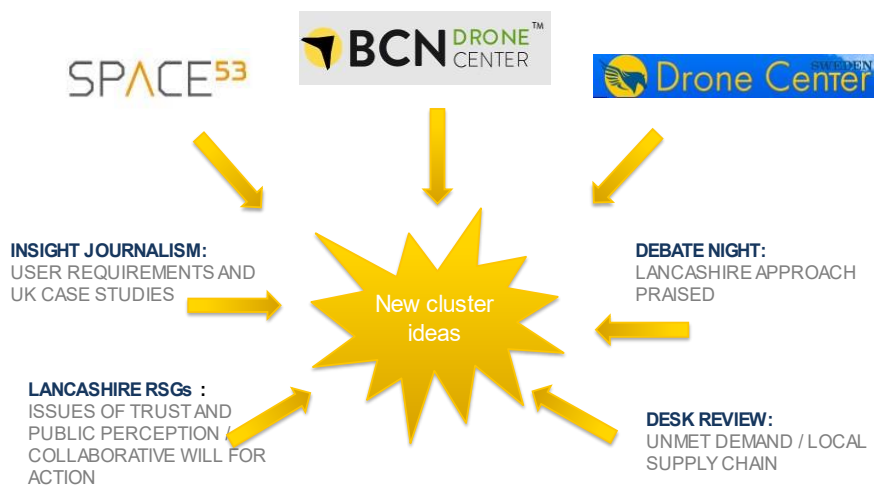 SPACE53
BCN DRONE CENTER™
SWEDEN
Drone Center
INSIGHT JOURNALISM:
USER REQUIREMENTS AND
UK CASE STUDIES
DEBATE NIGHT:
LANCASHIRE APPROACH
PRAISED
New cluster
ideas
LANCASHIRE RSGs :
ISSUES OF TRUST AND
PUBLIC PERCEPTION /
COLLABORATIVE WILL FOR
ACTION
DESK REVIEW:
UNMET DEMAND / LOCAL
SUPPLY CHAIN